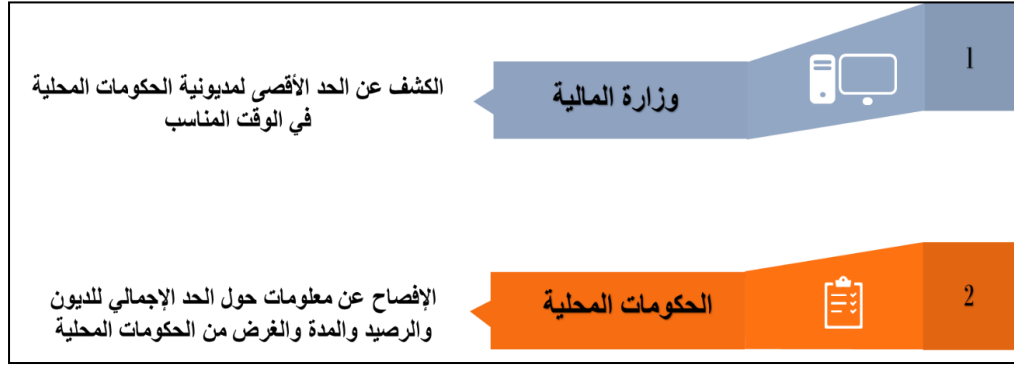 1
وزارة المالية
الكشف عن الحد الأقصى لمديونية الحكومات المحلية
في الوقت المناسب
2
الحكومات المحلية
الإفصاح عن معلومات حول الحد الإجمالي للديون
والرصيد والمدة والغرض من الحكومات المحلية